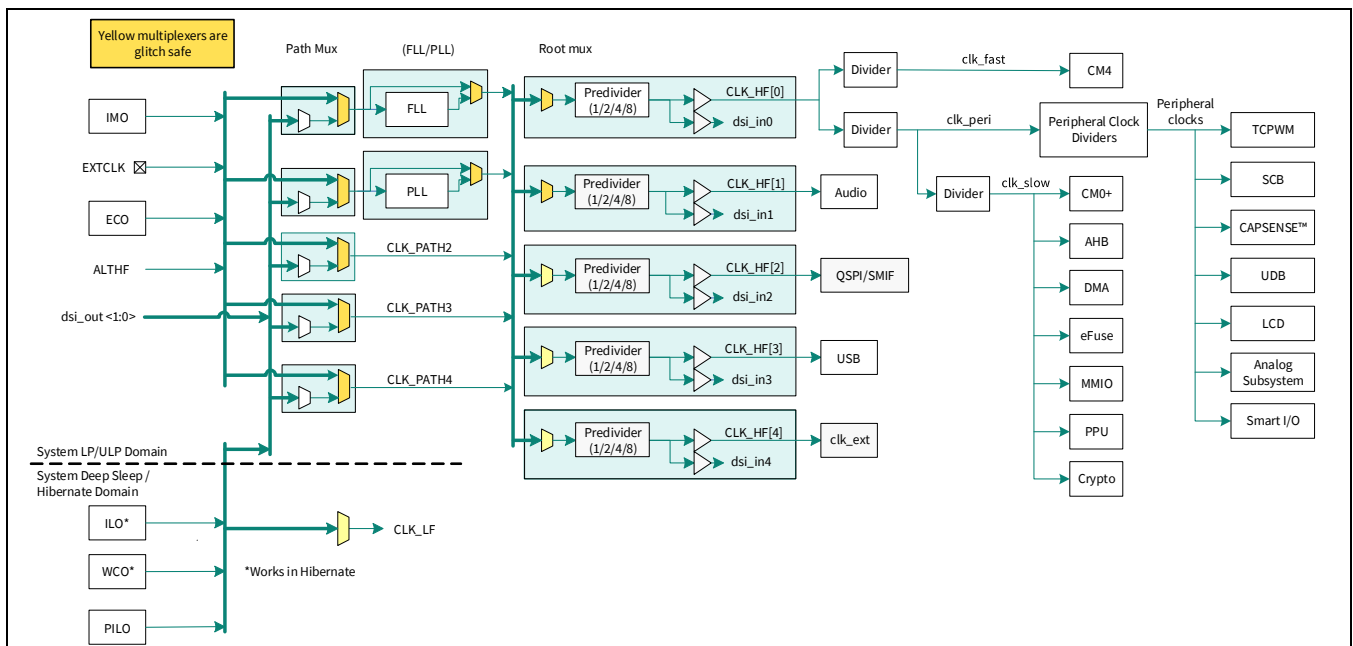 Yellow multiplexers are
glitch safe
Path Mux
(FLL/PLL)
Root mux
IMO
EXTCLK
ECO
ALTHF
dsi_out <1:0>
FLL
PLL
CLK_PATH2
CLK_PATH3
CLK_PATH4
Predivider
(1/2/4/8)
CLK_HF[0]
dsi_in0
Predivider
(1/2/4/8)
CLK_HF[1]
dsi_in1
Predivider
(1/2/4/8)
CLK_HF[2]
dsi_in2
Predivider
(1/2/4/8)
CLK_HF[3]
dsi_in3
Predivider
(1/2/4/8)
CLK_HF[4]
dsi_in4
Divider
clk_fast
CM4
Divider
clk_peri
Peripheral Clock
Dividers
Peripheral
clocks
Audio
QSPI/SMIF
USB
clk_ext
Divider
clk_slow
CM0+
AHB
DMA
eFuse
MMIO
PPU
Crypto
TCPWM
SCB
CAPSENSE™
UDB
LCD
Analog
Subsystem
Smart I/O
System LP/ULP Domain
System Deep Sleep /
Hibernate Domain
ILO*
WCO*
PILO
CLK_LF
*Works in Hibernate